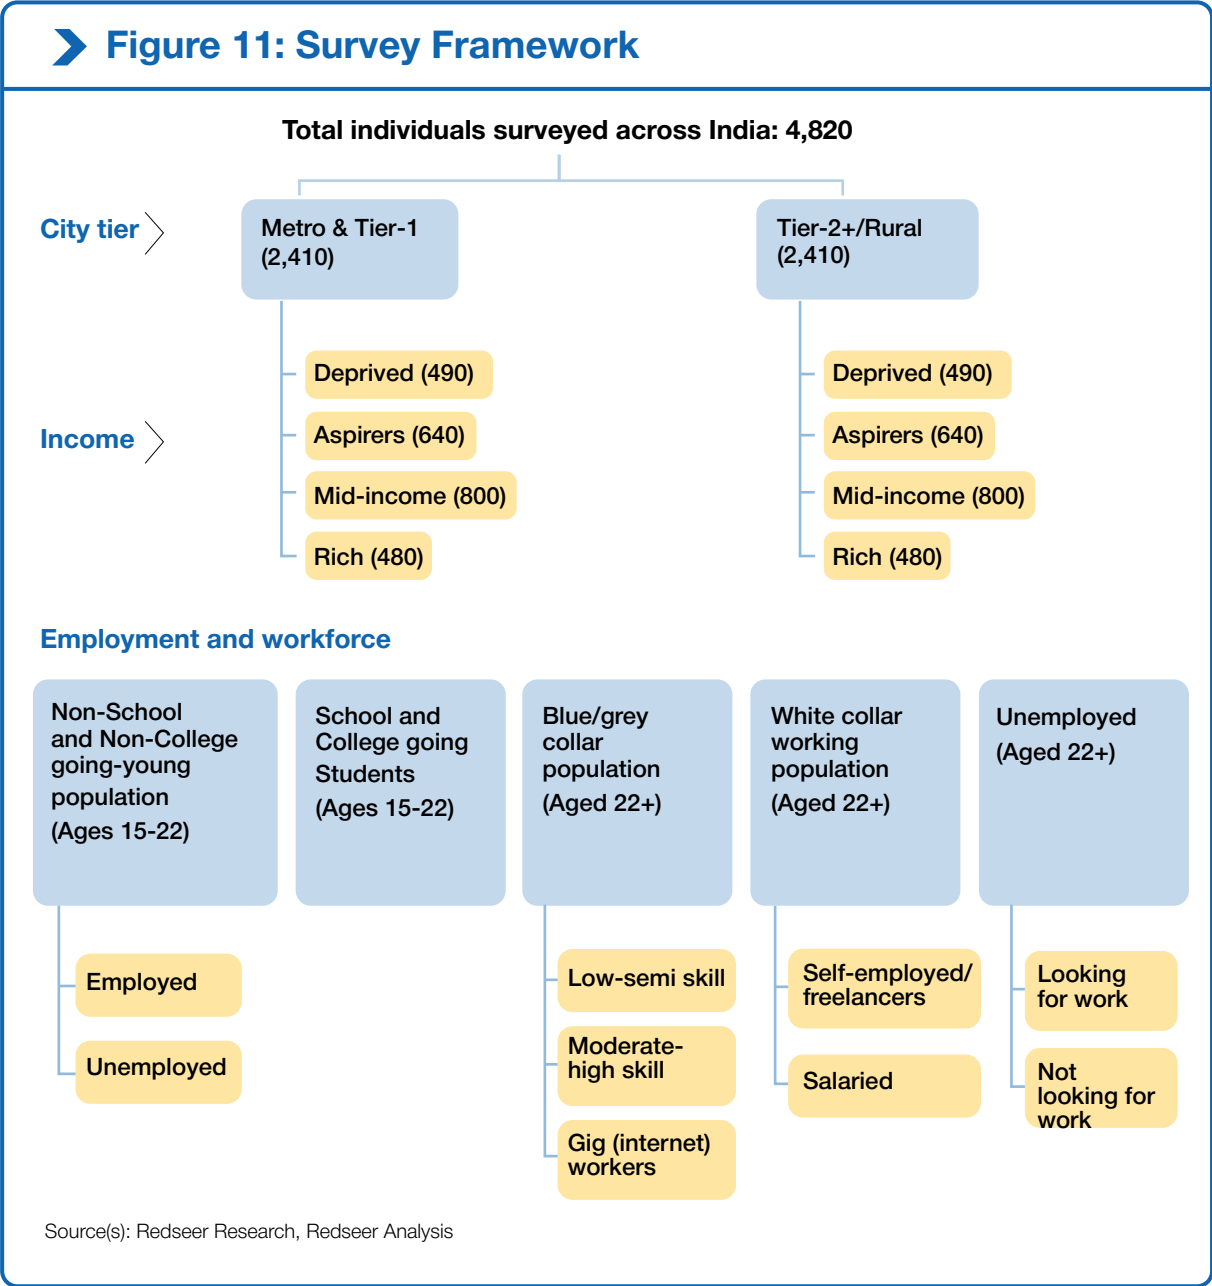 Figure 11: Survey Framework
Total individuals surveyed across India: 4,820
City tier
Metro & Tier-1
(2,410)
Tier-2+/Rural
(2,410)
Income
Deprived (490)
Aspirers (640)
Mid-income (800)
Rich (480)
Deprived (490)
Aspirers (640)
Mid-income (800)
Rich (480)
Employment and workforce
Non-School
and Non-College
going-young
population
(Ages 15-22)
Employed
Unemployed
School and
College going
Students
(Ages 15-22)
Blue/grey
collar
population
(Aged 22+)
Low-semi skill
Moderate-
high skill
Gig (internet)
workers
White collar
working
population
(Aged 22+)
Self-employed/
freelancers
Salaried
Unemployed
(Aged 22+)
Looking
for work
Not
looking for
work
Source(s): Redseer Research, Redseer Analysis